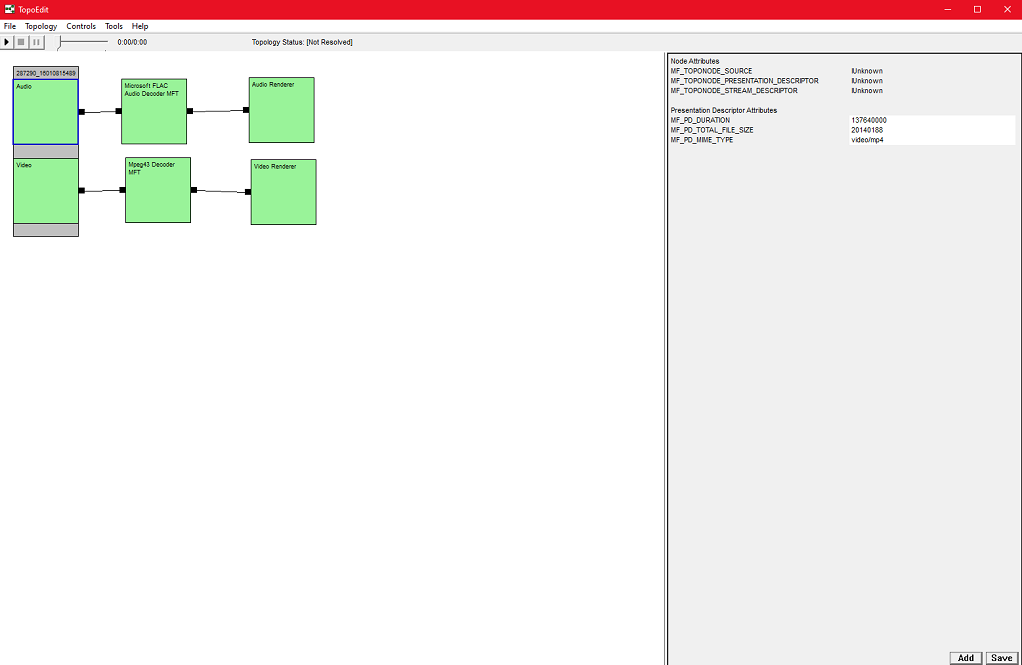 TopoEdit
File Topology Controls Tools Help
0:00/0:00 Topology Status: [Not Resolved]
287290_16010815489
Audio
Microsoft FLAC
Audio Decoder MFT
Audio Renderer
Video
Mpeg43 Decoder
MFT
Video Renderer
Node Attributes
MF_TOPONODE_SOURCE IUnknown
MF_TOPONODE_PRESENTATION_DESCRIPTOR IUnknown
MF_TOPONODE_STREAM_DESCRIPTOR IUnknown
Presentation Descriptor Attributes
MF_PD_DURATION 137640000
MF_PD_TOTAL_FILE_SIZE 20140188
MF_PD_MIME_TYPE video/mp4
Add Save